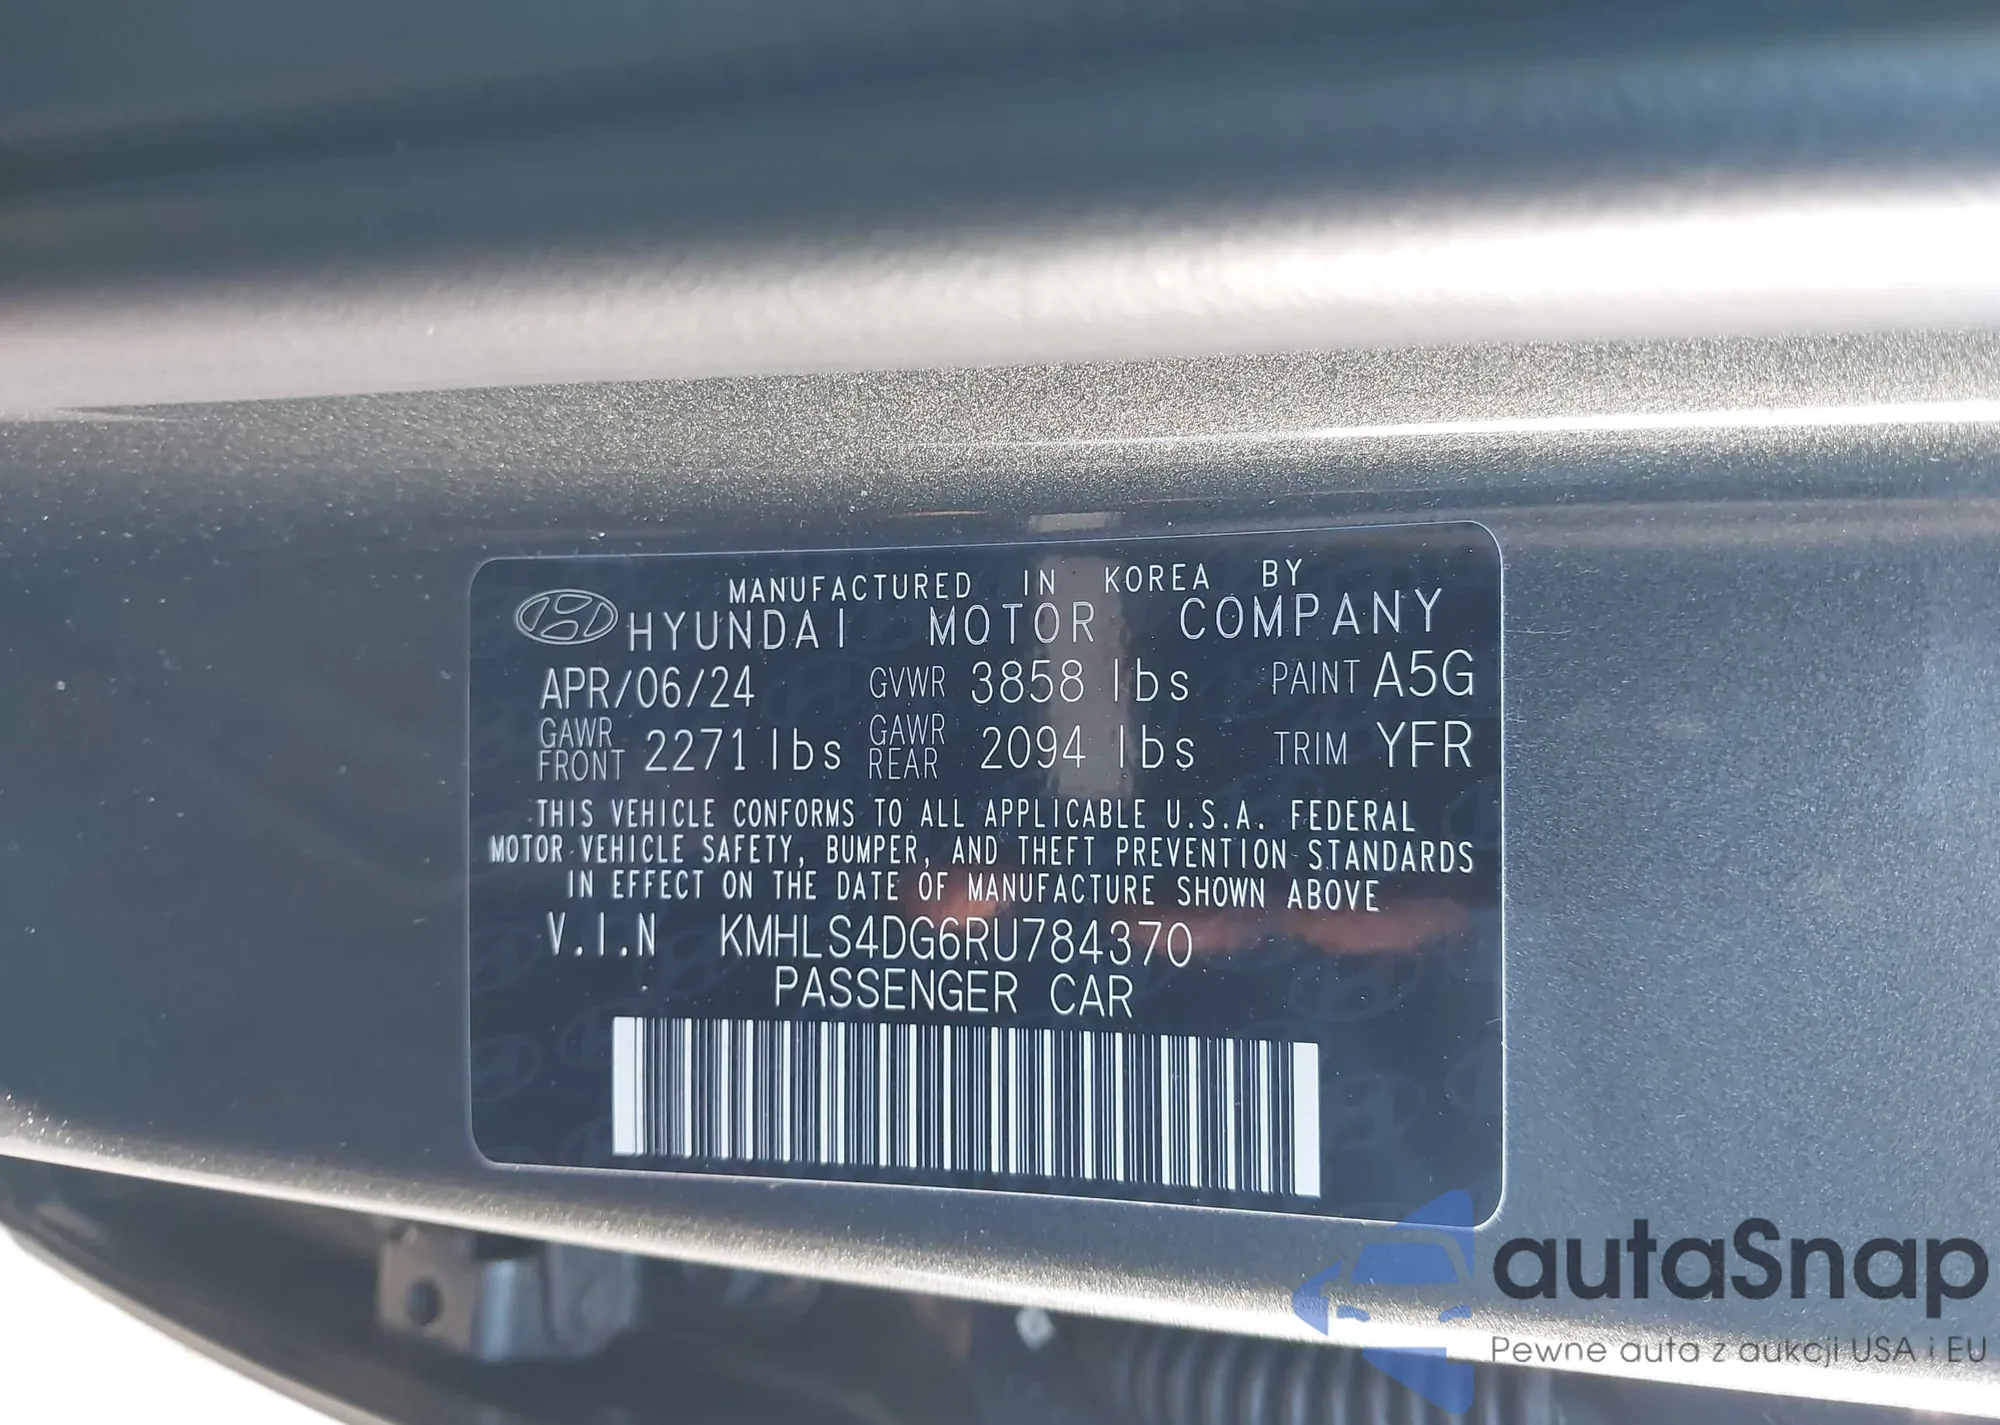 MANUFACTURED IN KOREA BY
HYUNDAI MOTOR COMPANY
APR/06/24 GVWR 3858 lbs PAINT A5G
GAWR FRONT 2271 lbs GAWR REAR 2094 lbs TRIM YFR
THIS VEHICLE CONFORMS TO ALL APPLICABLE U.S.A. FEDERAL
MOTOR VEHICLE SAFETY, BUMPER, AND THEFT PREVENTION STANDARDS
IN EFFECT ON THE DATE OF MANUFACTURE SHOWN ABOVE
V.I.N KMHLS4DG6RU784370
PASSENGER CAR
autaSnap
Pewne auta z aukcji USA i EU